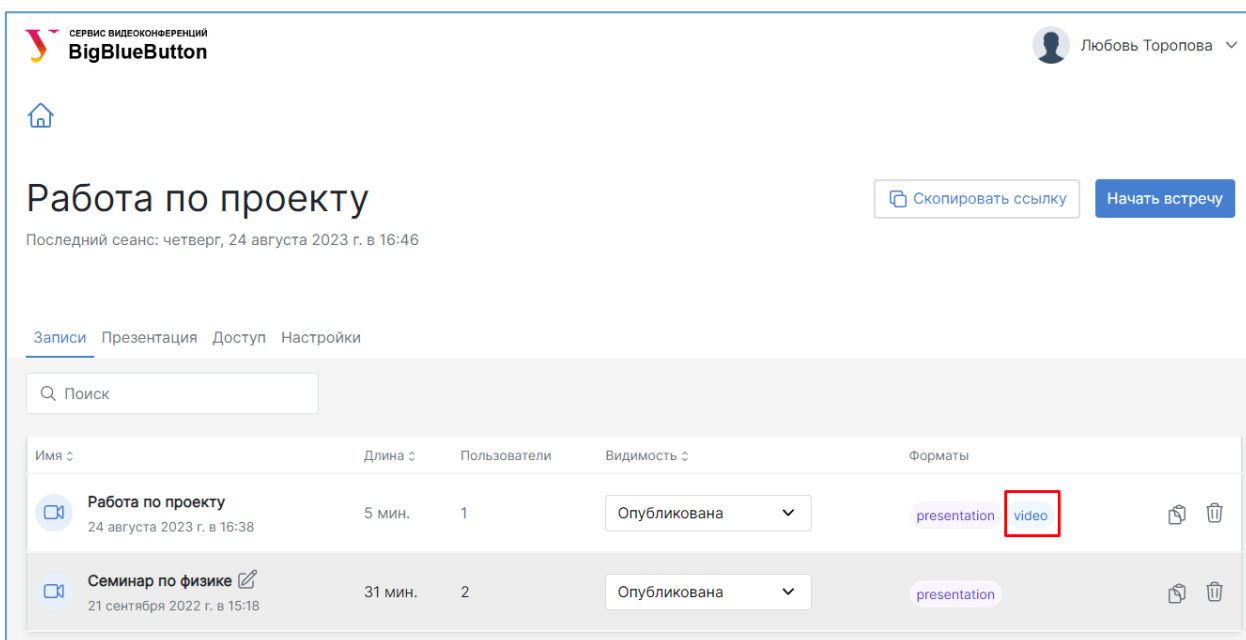 СЕРВИС ВИДЕОКОНФЕРЕНЦИЙ
BigBlueButton
Любовь Торопова
Работа по проекту
Скопировать ссылку
Начать встречу
Последний сеанс: четверг, 24 августа 2023 г. в 16:46
Записи Презентация Доступ Настройки
Поиск
Имя Длина Пользователи Видимость Форматы
Работа по проекту
24 августа 2023 г. в 16:38
5 мин. 1 Опубликована presentation video
Семинар по физике
21 сентября 2022 г. в 15:18
31 мин. 2 Опубликована presentation